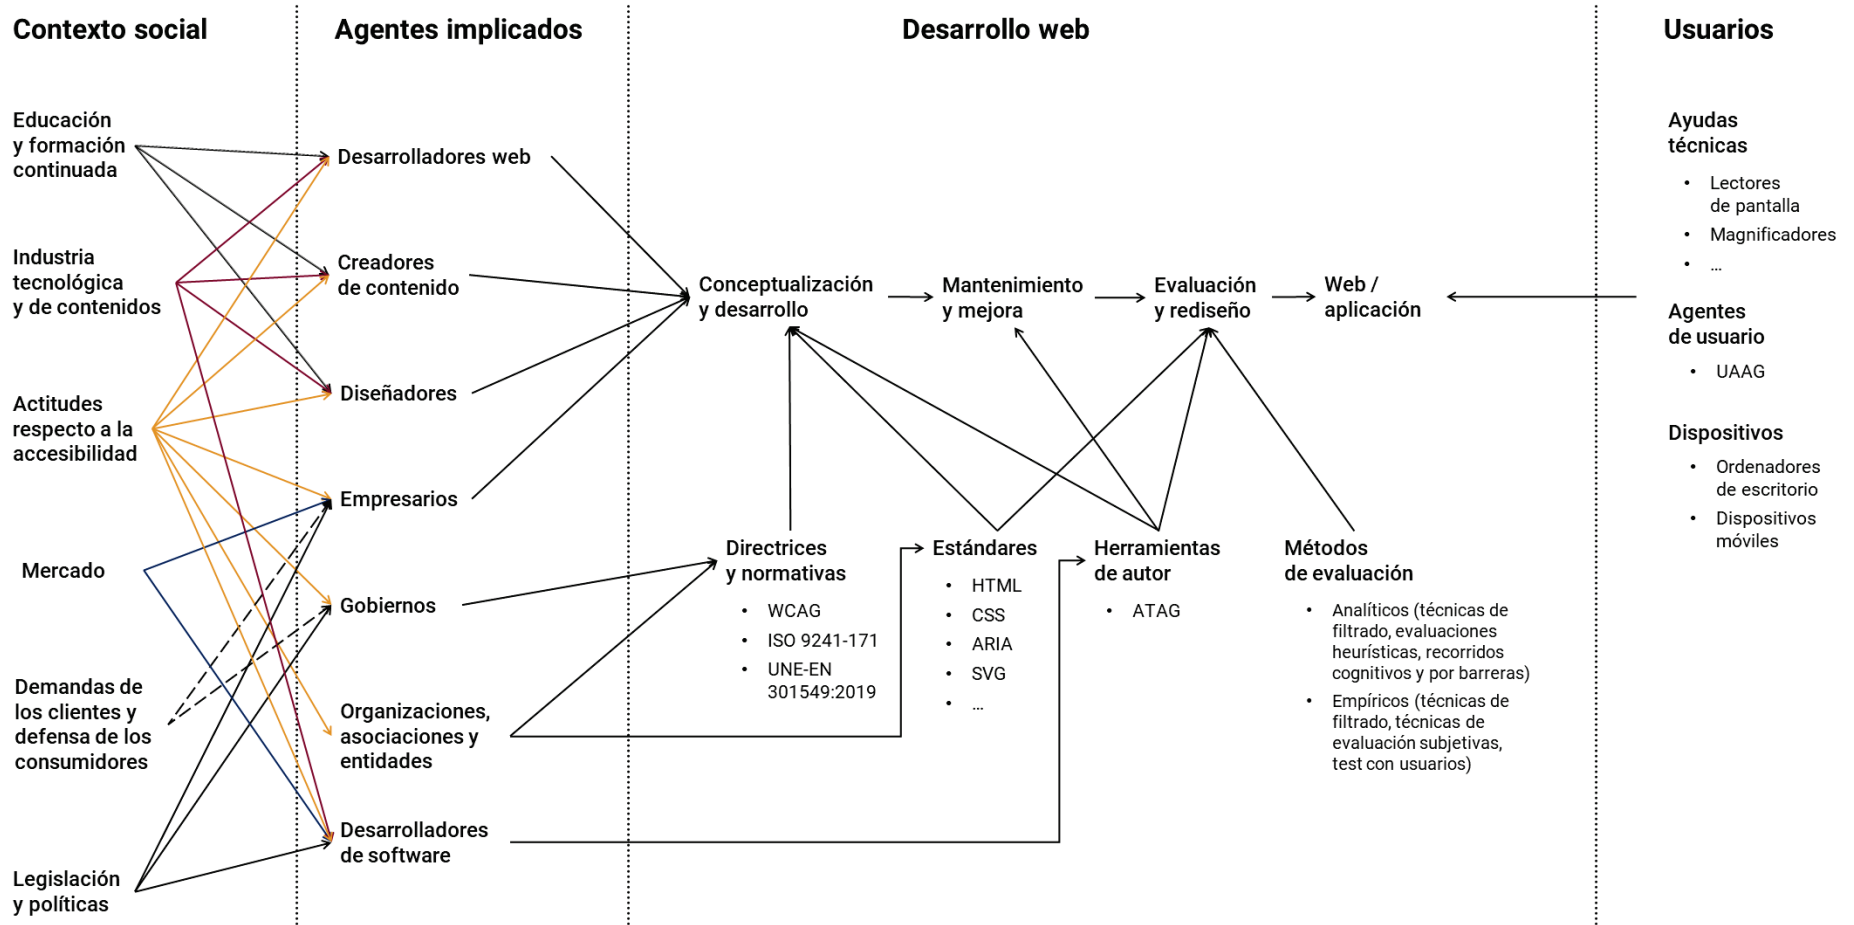 Contexto social
Agentes implicados
Desarrollo web
Usuarios
Educación
y formación
continuada
Industria
tecnológica
y de contenidos
Actitudes
respecto a la
accesibilidad
Mercado
Demandas de
los clientes y
defensa de los
consumidores
Legislación
y políticas
Desarrolladores web
Creadores
de contenido
Diseñadores
Empresarios
Gobiernos
Organizaciones,
asociaciones y
entidades
Desarrolladores
de software
Conceptualización
y desarrollo
Mantenimiento
y mejora
Evaluación
y rediseño
Web /
aplicación
Directrices
y normativas
• WCAG
• ISO 9241-171
• UNE-EN
301549:2019
Estándares
• HTML
• CSS
• ARIA
• SVG
• ...
Herramientas
de autor
• ATAG
Métodos
de evaluación
• Analíticos (técnicas de
filtrado, evaluaciones
heurísticas, recorridos
cognitivos y por barreras)
• Empíricos (técnicas de
filtrado, técnicas de
evaluación subjetivas,
test con usuarios)
Ayudas
técnicas
• Lectores
de pantalla
• Magnificadores
• ...
Agentes
de usuario
• UAAG
Dispositivos
• Ordenadores
de escritorio
• Dispositivos
móviles